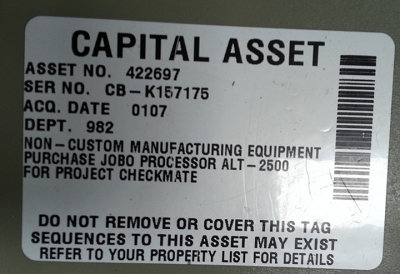 CAPITAL ASSET
ASSET NO. 422697
SER NO. CB-K157175
ACQ. DATE 0107
DEPT. 982
NON-CUSTOM MANUFACTURING EQUIPMENT
PURCHASE JOBO PROCESSOR ALT-2500
FOR PROJECT CHECKMATE
DO NOT REMOVE OR COVER THIS TAG
SEQUENCES TO THIS ASSET MAY EXIST
REFER TO YOUR PROPERTY LIST FOR DETAILS